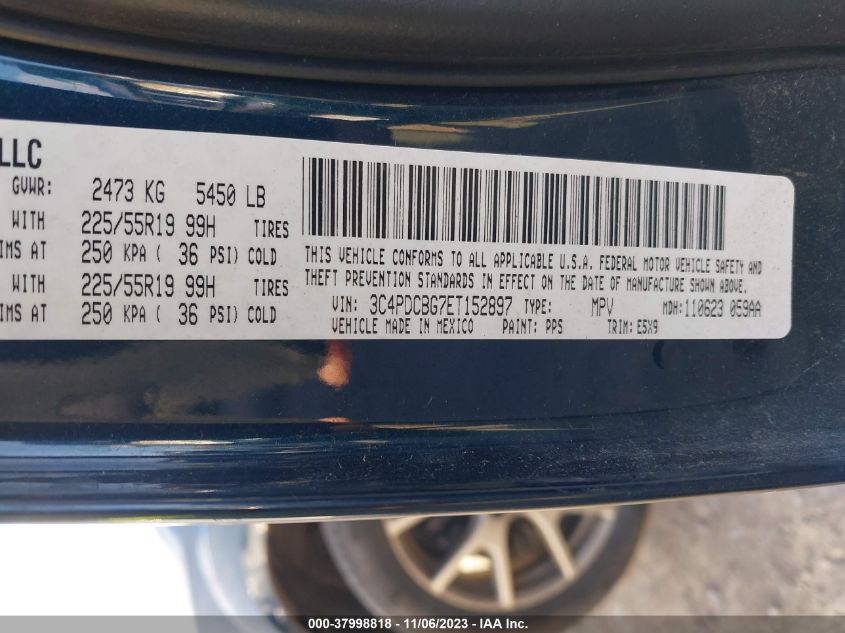 LLC
GVWR: 2473 KG 5450 LB
WITH 225/55R19 99H TIRES
IMS AT 250 KPA ( 36 PSI) COLD
WITH 225/55R19 99H TIRES
IMS AT 250 KPA ( 36 PSI) COLD
THIS VEHICLE CONFORMS TO ALL APPLICABLE U.S.A. FEDERAL MOTOR VEHICLE SAFETY AND
THEFT PREVENTION STANDARDS IN EFFECT ON THE DATE OF MANUFACTURE SHOWN ABOVE.
VIN: 3C4PDCBG7ET152897 TYPE: MPV MDH:110623 059AA
VEHICLE MADE IN MEXICO PAINT: PPS TRIM: E5X9
000-37998818 - 11/06/2023 - IAA Inc.